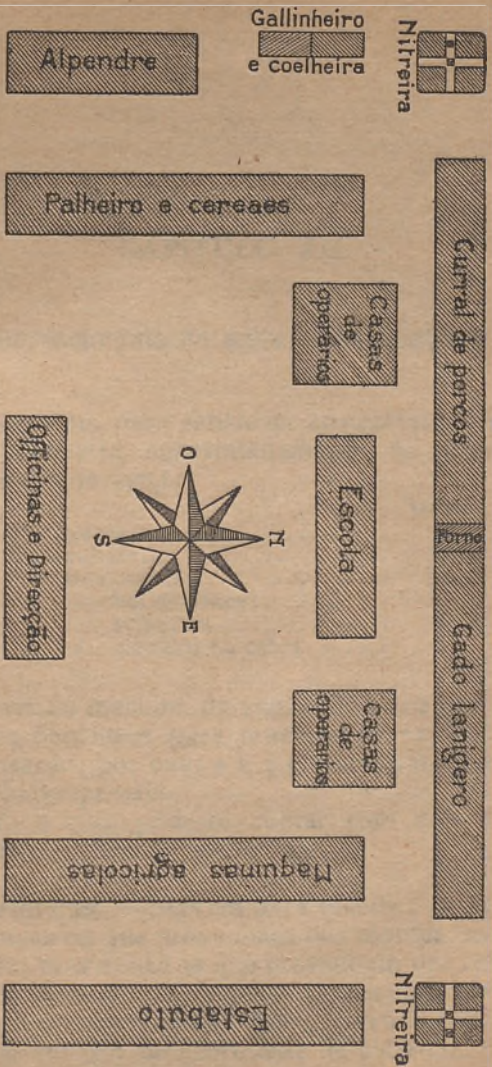 Alpendre
Gallinheiro
e coelheira
Nitreira
Palheiro e cereaes
Curral de porcos
Casas
de
operarios
Forno
Escola
Officinas e Direcção
O
N
S
E
Gado lanigero
Casas
de
operarios
Maquinas agricolas
Estabulo
Nitreira